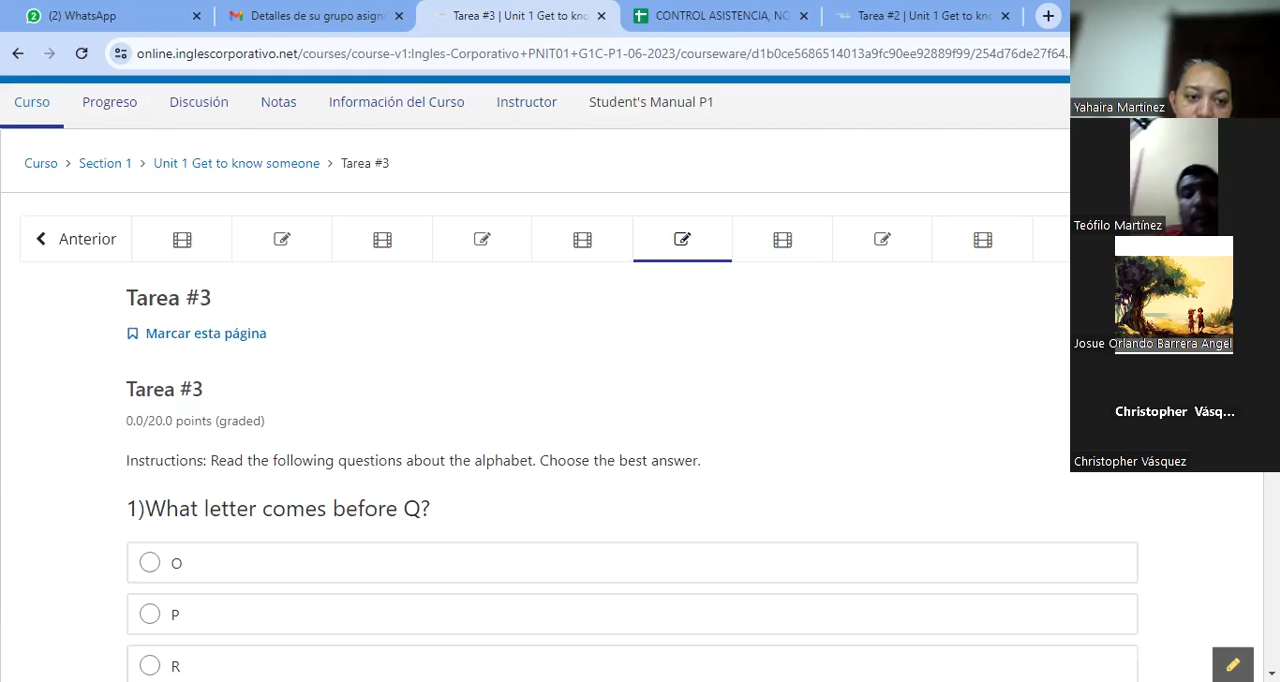 (2) WhatsApp
Detalles de su grupo asign
Tarea #3 | Unit 1 Get to kno
CONTROL ASISTENCIA, NO
Tarea #2 | Unit 1 Get to kn
online.inglescorporativo.net/courses/course-v1:Ingles-Corporativo+PNIT01+G1C-P1-06-2023/courseware/d1b0ce5686514013a9fc90ee92889f99/254d76de27f64...
Curso
Progreso
Discusión
Notas
Información del Curso
Instructor
Student's Manual P1
Curso > Section 1 > Unit 1 Get to know someone > Tarea #3
Anterior
Tarea #3
Marcar esta página
Tarea #3
0.0/20.0 points (graded)
Instructions: Read the following questions about the alphabet. Choose the best answer.
1)What letter comes before Q?
O
P
R
Yahaira Martinez
Teófilo Martínez
Josue Orlando Barrera Angel
Christopher Vásq...
Christopher Vásquez